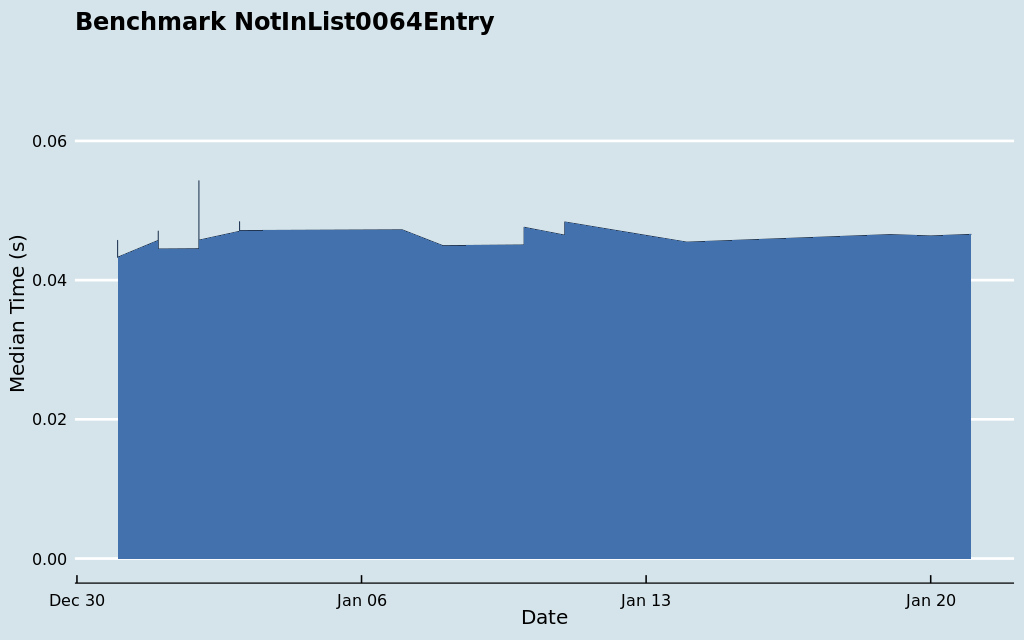 Benchmark NotInList0064Entry
0.06
0.04
0.02
0.00
Median Time (s)
Dec 30
Jan 06
Jan 13
Jan 20
Date